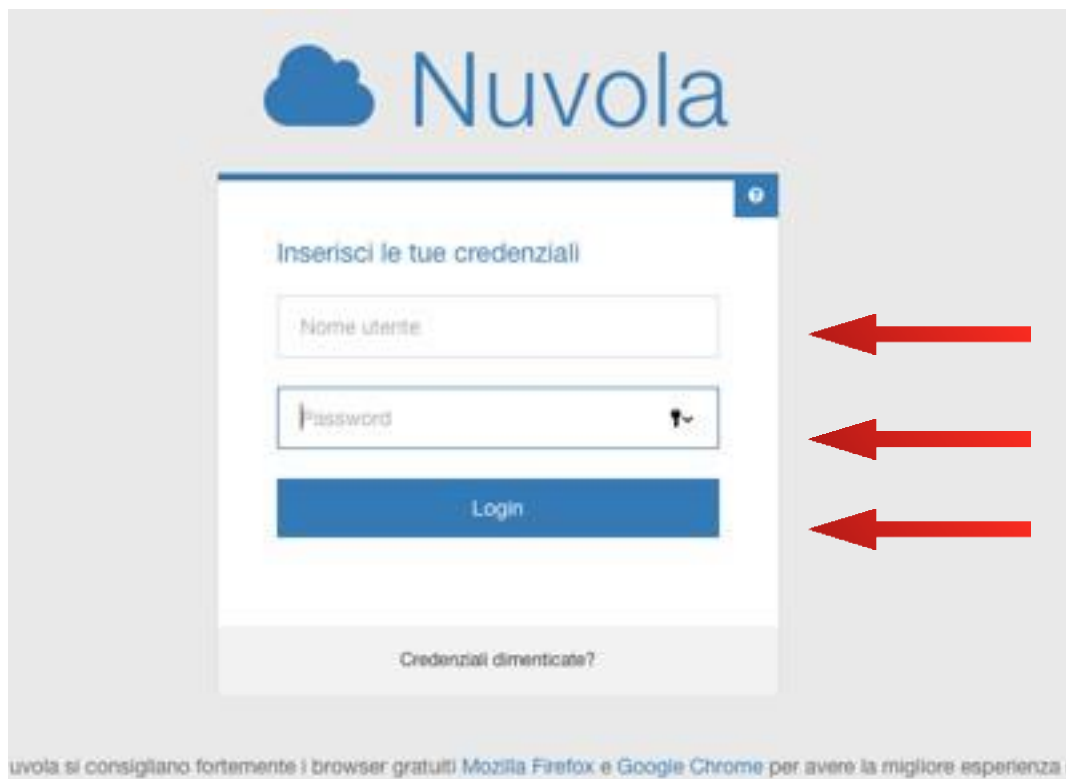 Nuvola
Inserisci le tue credenziali
Nome utente
Password
Login
Credenziali dimenticate?
uvola si consigliano fortemente i browser gratuiti Mozilla Firefox e Google Chrome per avere la migliore esperienza